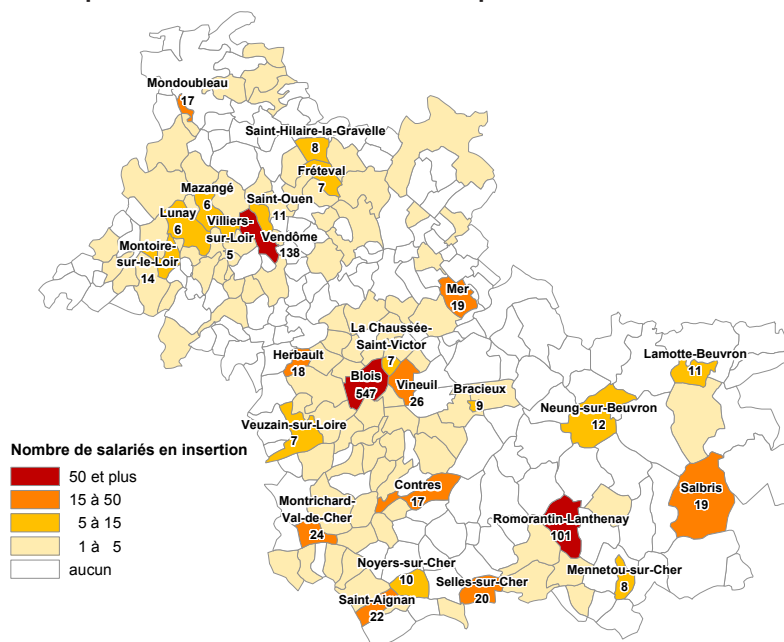 Mondoubleau
17
Saint-Hilaire-la-Gravelle
8
Fréteval
7
Mazangé
6
Saint-Ouen
11
Lunay
6
Villiers-
sur-Loir
5
Vendôme
138
Montoire-
sur-le-Loir
14
Mer
19
La Chaussée-
Saint-Victor
7
Herbault
18
Blois
547
Vineuil
26
Bracieux
9
Lamotte-Beuvron
11
Neung-sur-Beuvron
12
Veuzain-sur-Loire
7
Nombre de salariés en insertion
50 et plus
15 à 50
5 à 15
1 à 5
aucun
Contres
17
Salbris
19
Montrichard-
Val-de-Cher
24
Romorantin-Lanthenay
101
Noyers-sur-Cher
10
Mennetou-sur-Cher
8
Selles-sur-Cher
20
Saint-Aignan
22